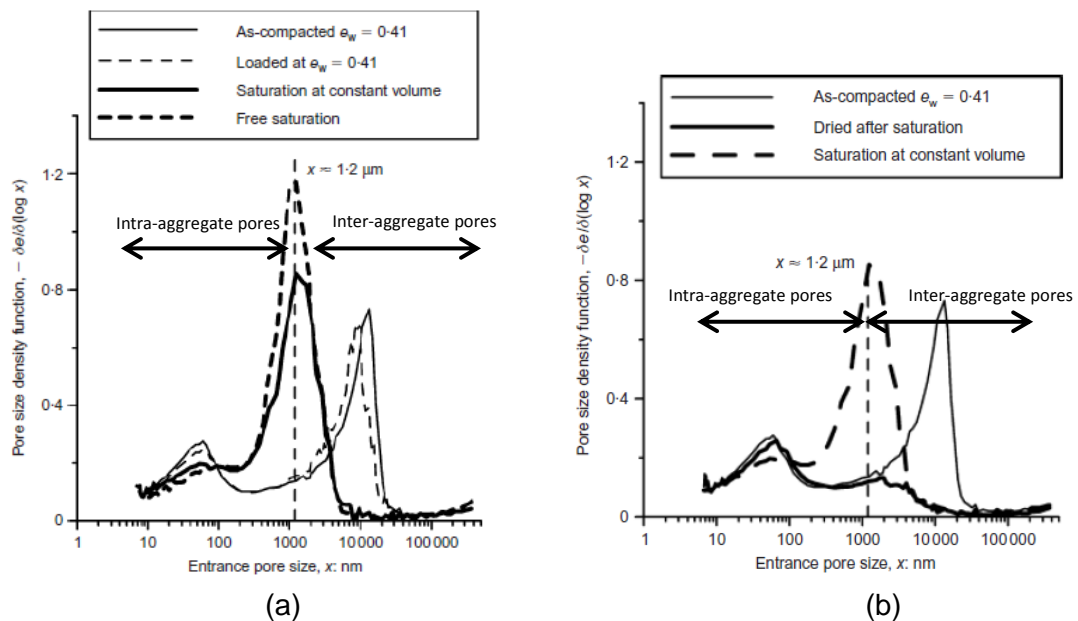 As-compacted e_w = 0·41
Loaded at e_w = 0·41
Saturation at constant volume
Free saturation
1·2
0·8
0·4
0
Pore size density function, − δe/δ(log x)
x ≈ 1·2 μm
Intra-aggregate pores
Inter-aggregate pores
1 10 100 1000 10 000 100 000
Entrance pore size, x: nm
(a)
As-compacted e_w = 0·41
Dried after saturation
Saturation at constant volume
1·2
0·8
0·4
0
Pore size density function, −δe/δ(log x)
x ≈ 1·2 μm
Intra-aggregate pores
Inter-aggregate pores
1 10 100 1000 10 000 100 000
Entrance pore size, x: nm
(b)